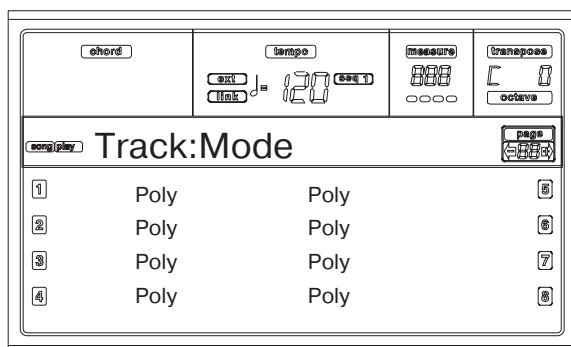 chord tempo measure transpose
ext ♩= 120 seq 1 888 C 0
link octave
song play Track:Mode page
-88+
1 Poly Poly 5
2 Poly Poly 6
3 Poly Poly 7
4 Poly Poly 8